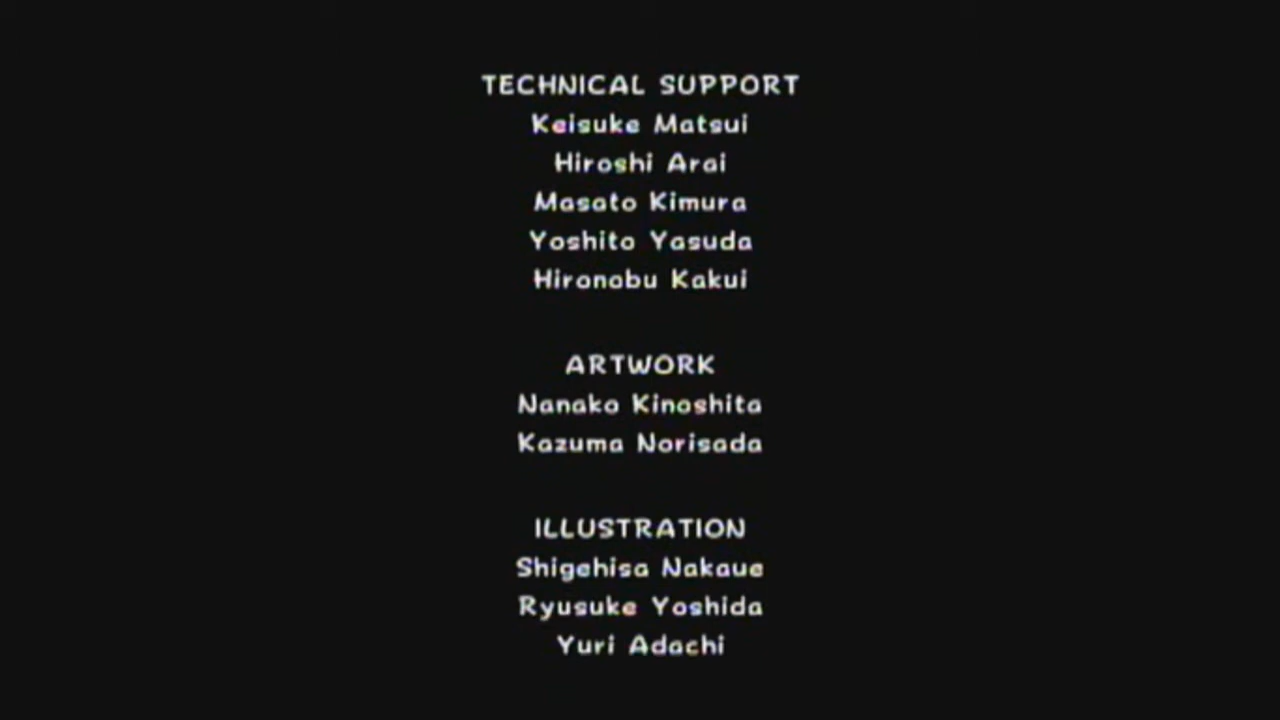 TECHNICAL SUPPORT
Keisuke Matsui
Hiroshi Arai
Masato Kimura
Yoshito Yasuda
Hironobu Kakui
ARTWORK
Nanako Kinoshita
Kazuma Norisada
ILLUSTRATION
Shigehisa Nakaue
Ryusuke Yoshida
Yuri Adachi